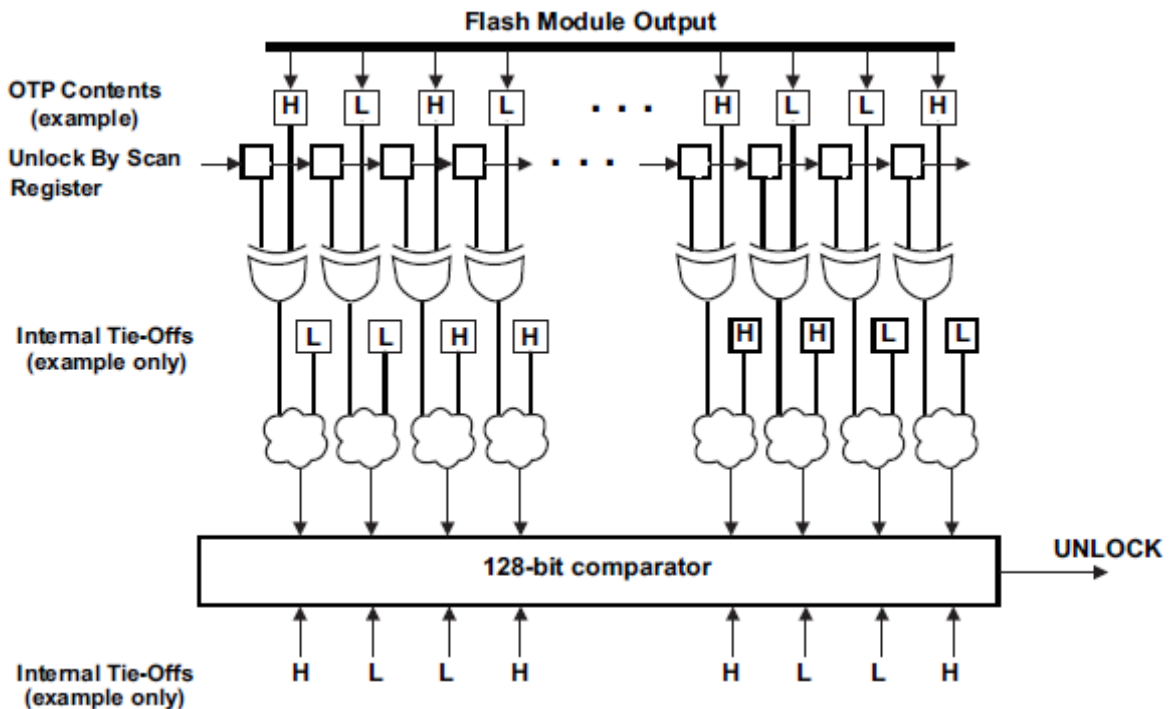 Flash Module Output
OTP Contents
(example)
H L H L . . . H L L H
Unlock By Scan
Register
. . .
Internal Tie-Offs
(example only)
L L H H H H L L
128-bit comparator
UNLOCK
Internal Tie-Offs
(example only)
H L L H H L L H